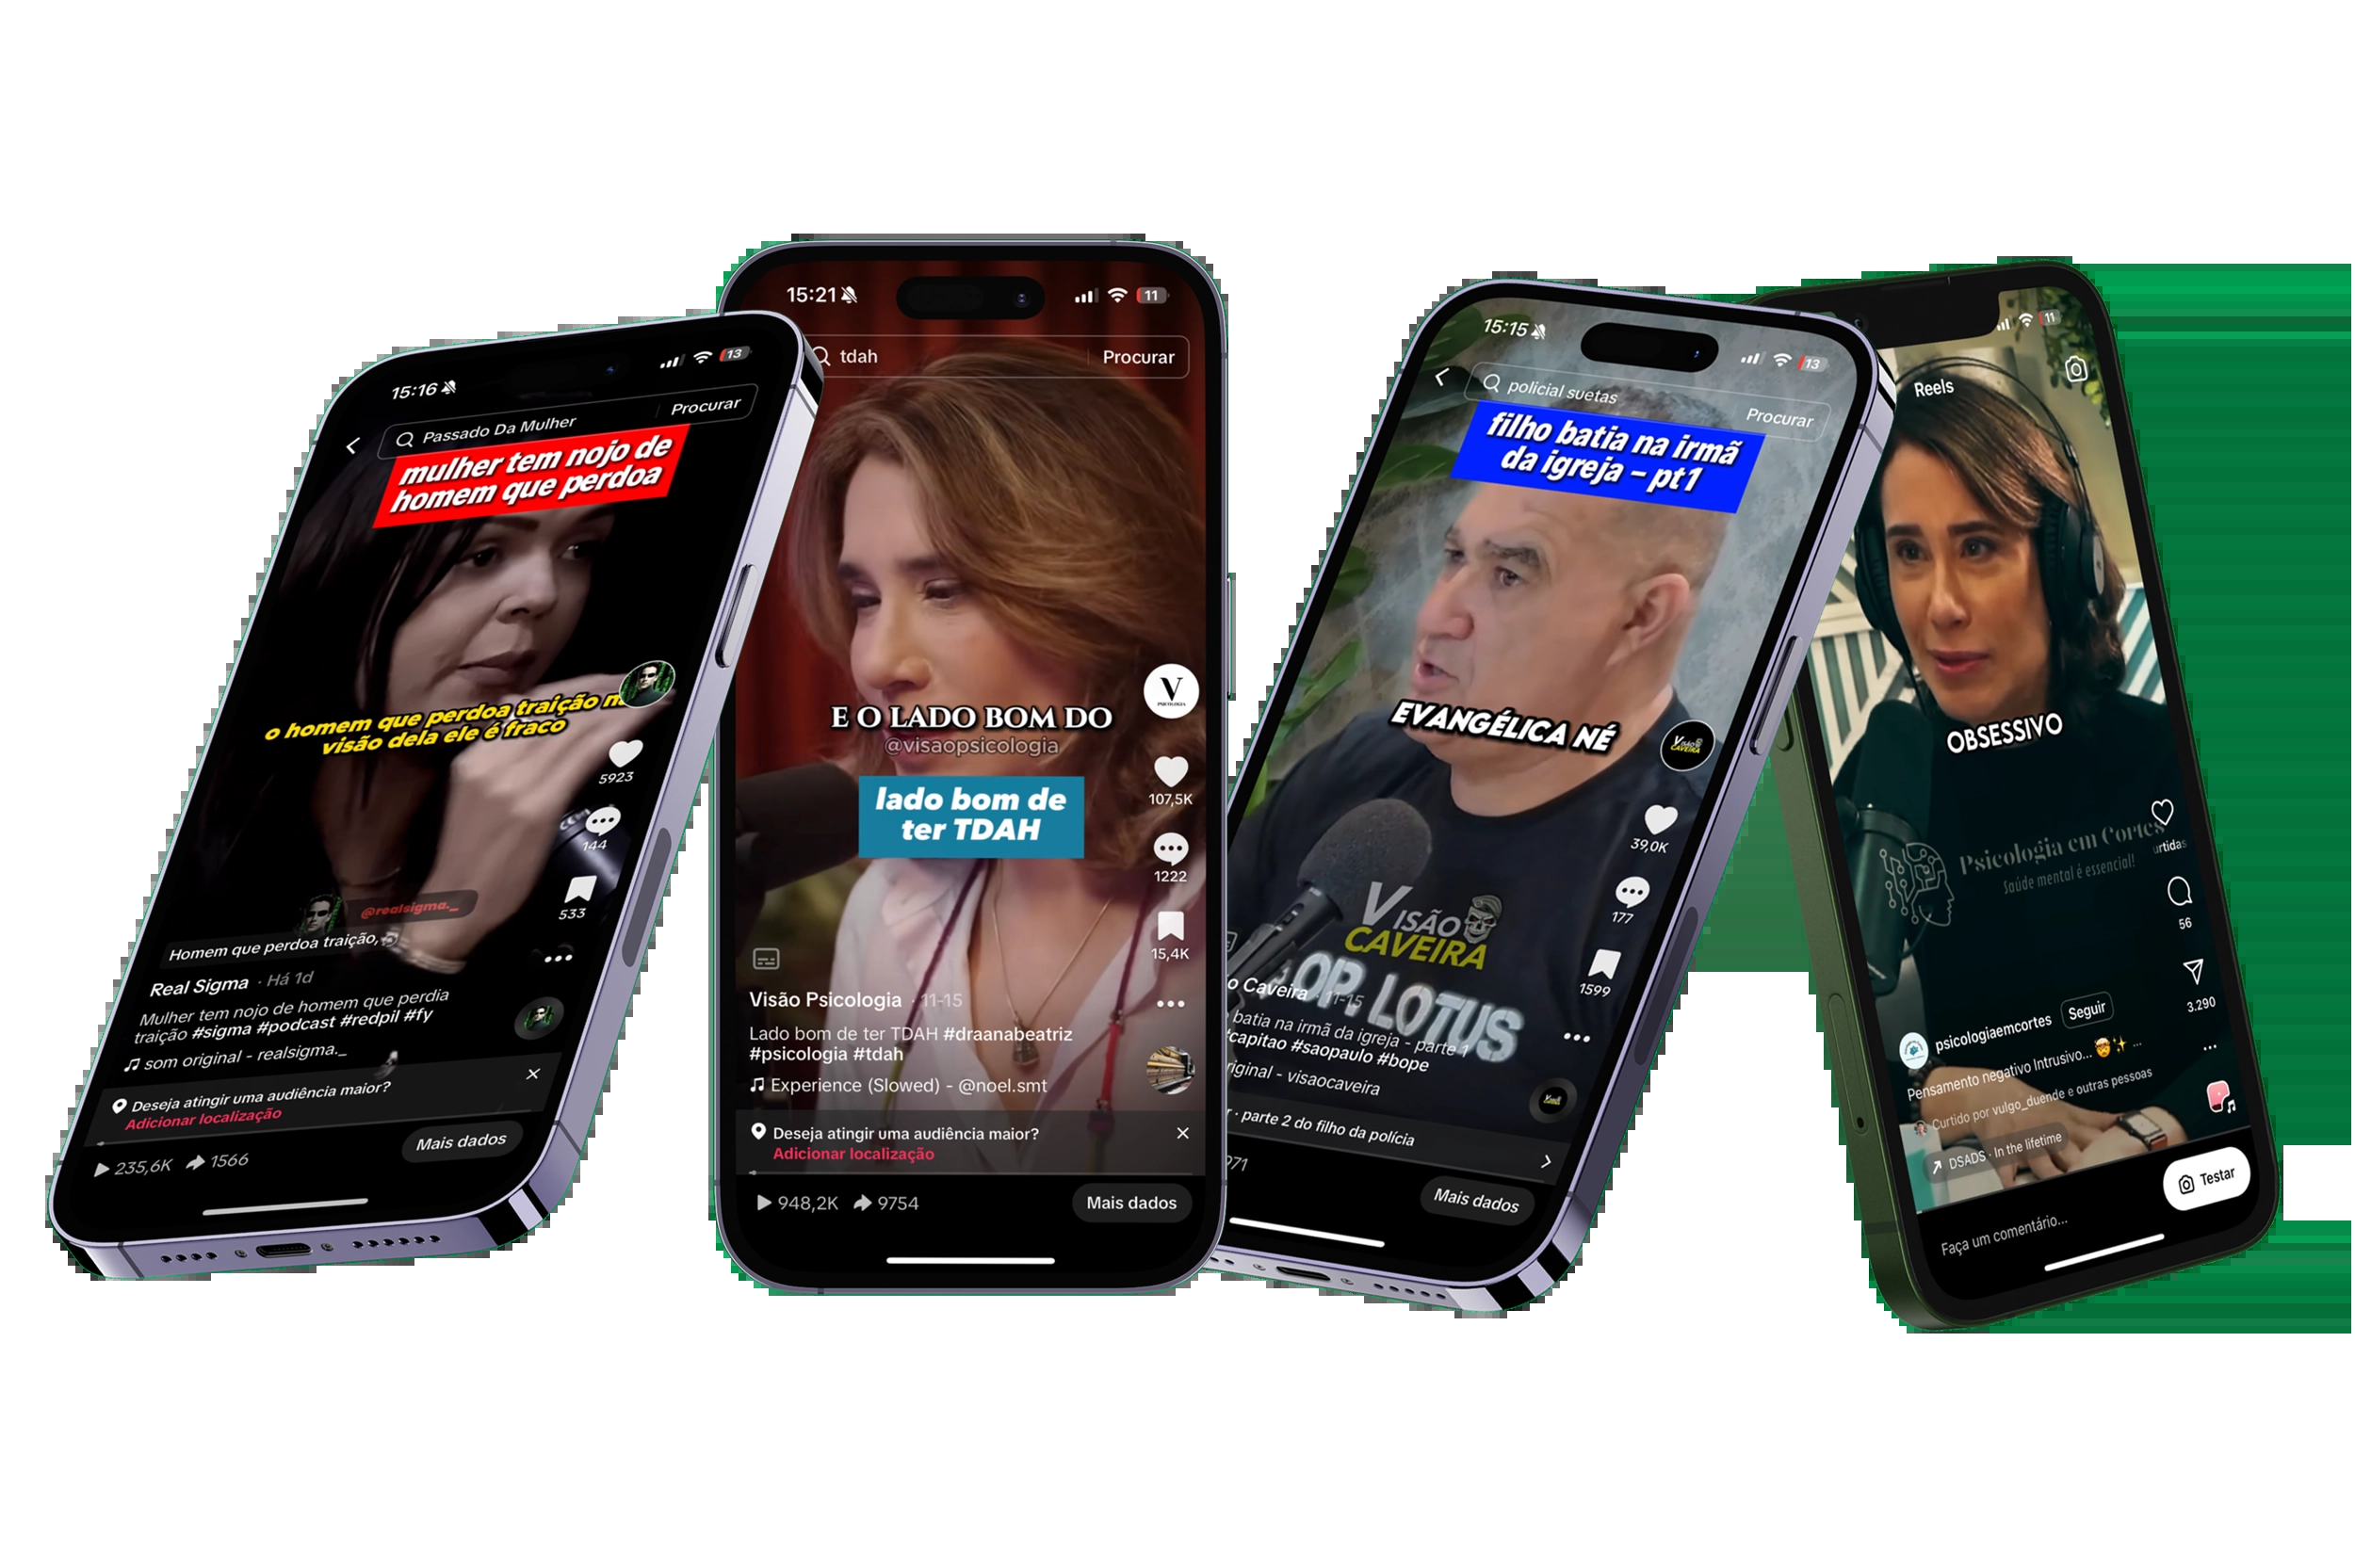 15:16
13
Passado Da Mulher
Procurar
mulher tem nojo de
homem que perdoa
o homem que perdoa traição n
visão dela ele é fraco
5923
144
533
@realsigma._
Homem que perdoa traição,
Real Sigma · Há 1d
Mulher tem nojo de homem que perdia
traição #sigma #podcast #redpil #fy
som original - realsigma._
Deseja atingir uma audiência maior?
Adicionar localização
235,6K
1566
Mais dados
15:21
11
tdah
Procurar
E O LADO BOM DO
@visaopsicologia
lado bom de
ter TDAH
V
PSICOLOGIA
107,5K
1222
15,4K
Visão Psicologia · 11-15
Lado bom de ter TDAH #draanabeatriz
#psicologia #tdah
Experience (Slowed) - @noel.smt
Deseja atingir uma audiência maior?
Adicionar localização
948,2K
9754
Mais dados
15:15
13
policial suetas
Procurar
filho batia na irmã
da igreja – pt1
EVANGÉLICA NÉ
VISÃO
CAVEIRA
39,0K
177
1599
VISÃO
CAVEIRA
OP. LOTUS
o Caveira · 11-15
batia na irmã da igreja - parte 1
capitao #saopaulo #bope
riginal - visaocaveira
r · parte 2 do filho da polícia
971
Mais dados
11
Reels
OBSESSIVO
Psicologia em Cortes
Saúde mental é essencial!
urtidas
56
3.290
psicologiaemcortes
Seguir
Pensamento negativo Intrusivo...🤯✨ ...
Curtido por vulgo_duende e outras pessoas
DSADS · In the lifetime
Testar
Faça um comentário...